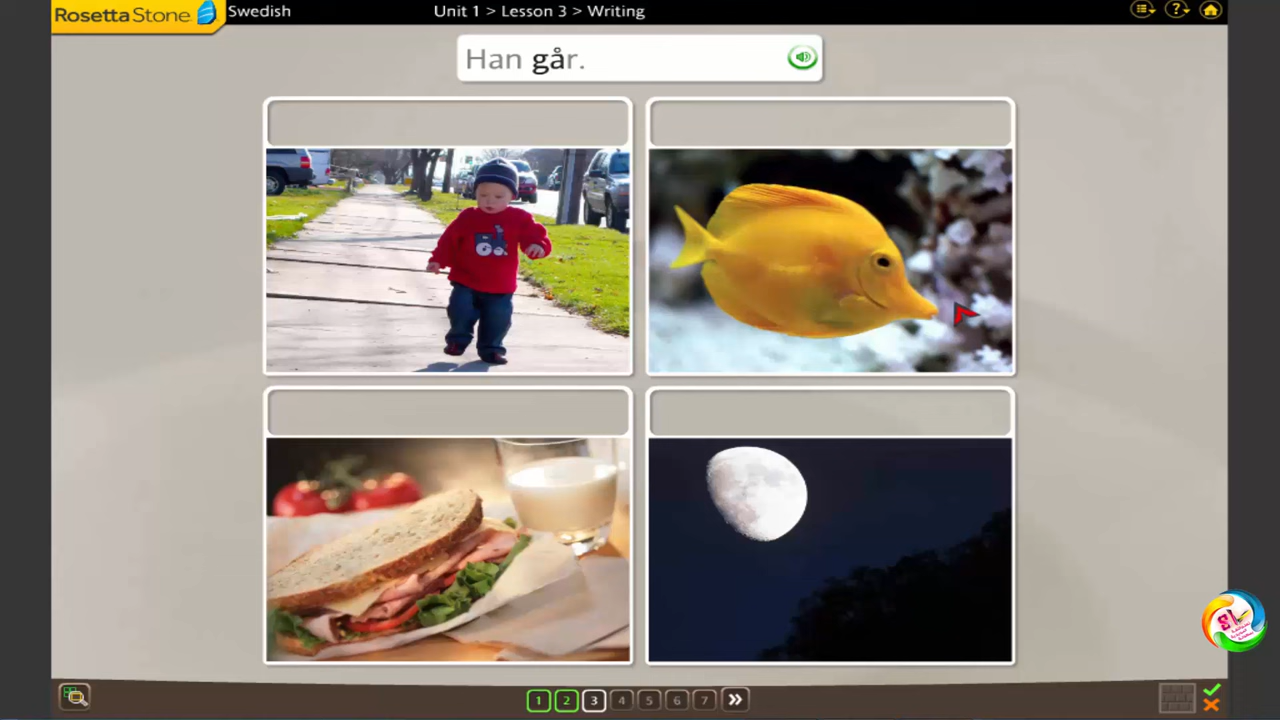 Rosetta Stone
Swedish
Unit 1 > Lesson 3 > Writing
Han går.
1 2 3 4 5 6 7